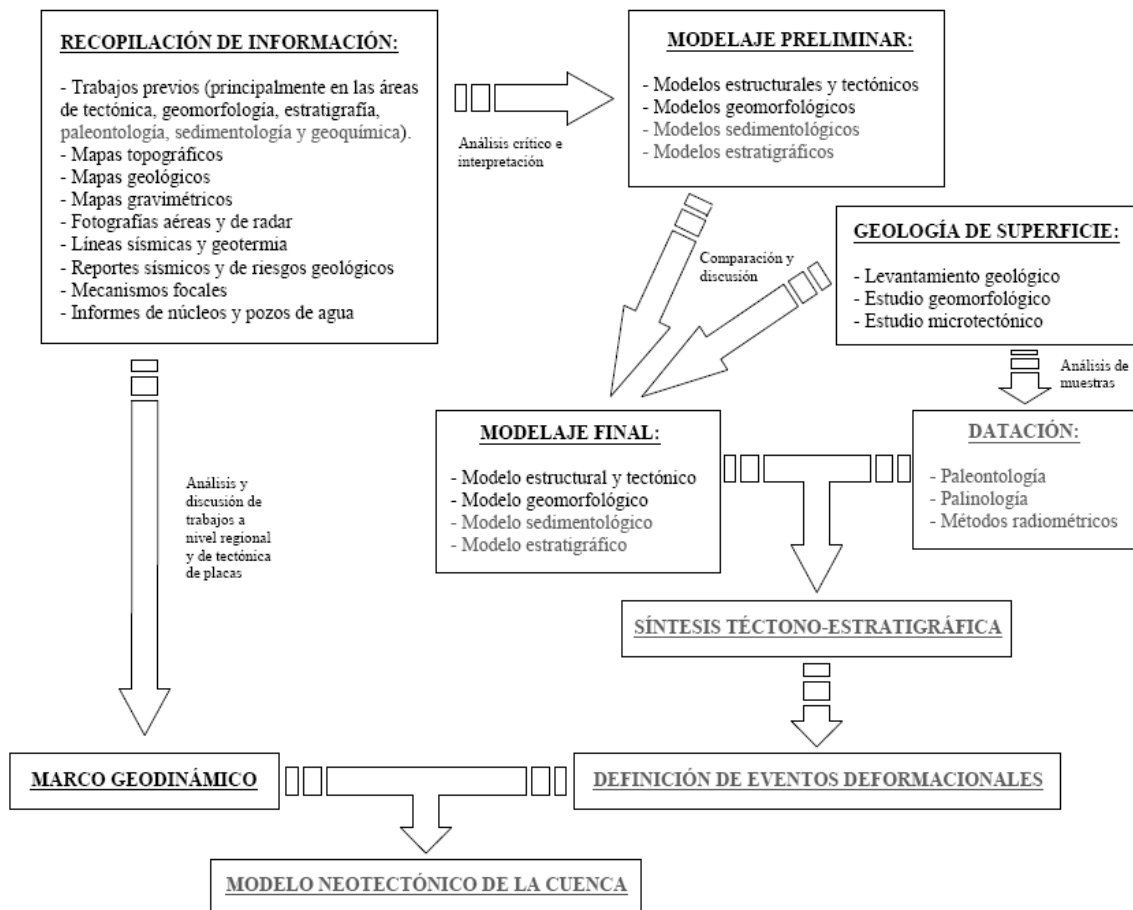 RECOPILACIÓN DE INFORMACIÓN:
- Trabajos previos (principalmente en las áreas
de tectónica, geomorfología, estratigrafía,
paleontología, sedimentología y geoquímica).
- Mapas topográficos
- Mapas geológicos
- Mapas gravimétricos
- Fotografías aéreas y de radar
- Líneas sísmicas y geotermia
- Reportes sísmicos y de riesgos geológicos
- Mecanismos focales
- Informes de núcleos y pozos de agua
Análisis crítico e
interpretación
MODELAJE PRELIMINAR:
- Modelos estructurales y tectónicos
- Modelos geomorfológicos
- Modelos sedimentológicos
- Modelos estratigráficos
Comparación y
discusión
GEOLOGÍA DE SUPERFICIE:
- Levantamiento geológico
- Estudio geomorfológico
- Estudio microtectónico
Análisis de
muestras
MODELAJE FINAL:
- Modelo estructural y tectónico
- Modelo geomorfológico
- Modelo sedimentológico
- Modelo estratigráfico
DATACIÓN:
- Paleontología
- Palinología
- Métodos radiométricos
Análisis y
discusión de
trabajos a
nivel regional
y de tectónica
de placas
SÍNTESIS TÉCTONO-ESTRATIGRÁFICA
MARCO GEODINÁMICO
DEFINICIÓN DE EVENTOS DEFORMACIONALES
MODELO NEOTECTÓNICO DE LA CUENCA